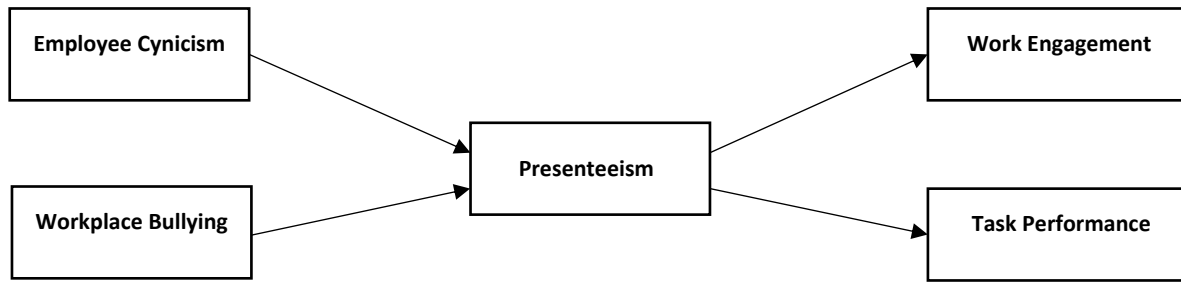 Employee Cynicism
Work Engagement
Presenteeism
Workplace Bullying
Task Performance